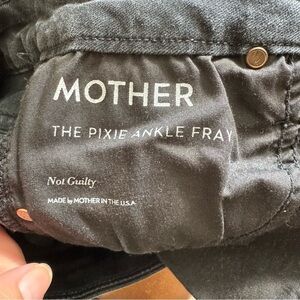 MOTHER
THE PIXIE ANKLE FRAY
Not Guilty
MADE by MOTHER IN THE U.S.A.